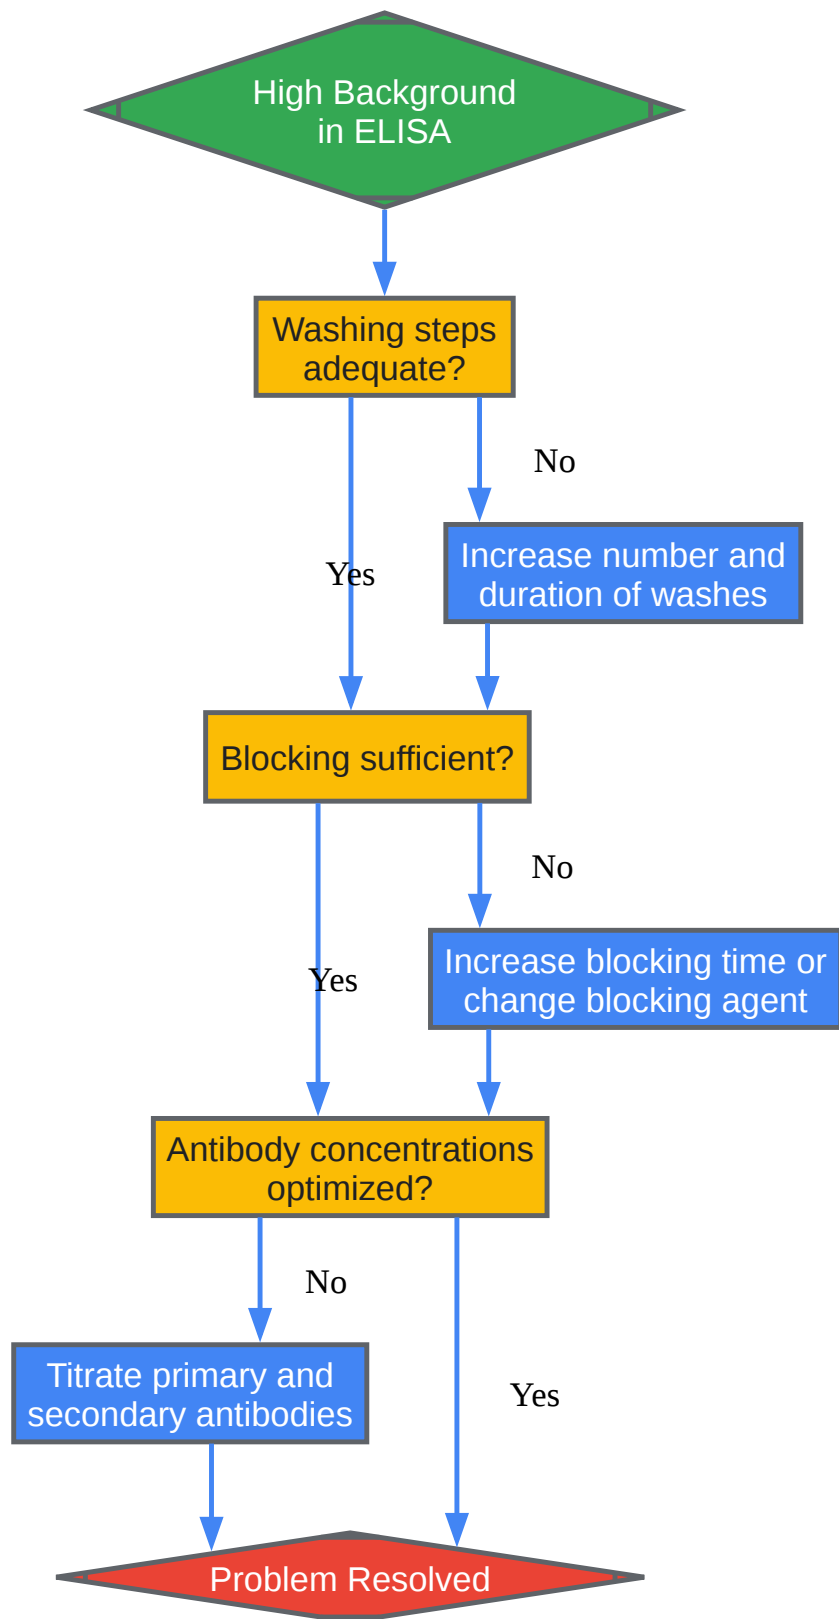 High Background
in ELISA
Washing steps
adequate?
No
Increase number and
duration of washes
Yes
Blocking sufficient?
No
Increase blocking time or
change blocking agent
Yes
Antibody concentrations
optimized?
No
Titrate primary and
secondary antibodies
Yes
Problem Resolved